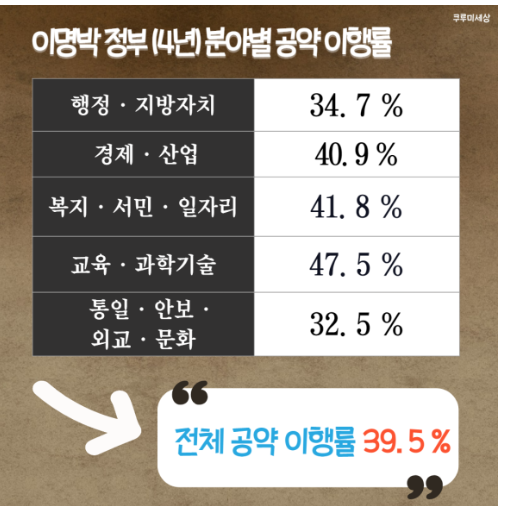 쿠루미세상
이명박 정부 (4년) 분야별 공약 이행률
행정 · 지방자치 34. 7 %
경제 · 산업 40. 9 %
복지 · 서민 · 일자리 41. 8 %
교육 · 과학기술 47. 5 %
통일 · 안보 ·
외교 · 문화 32. 5 %
“
전체 공약 이행률 39. 5 %
”